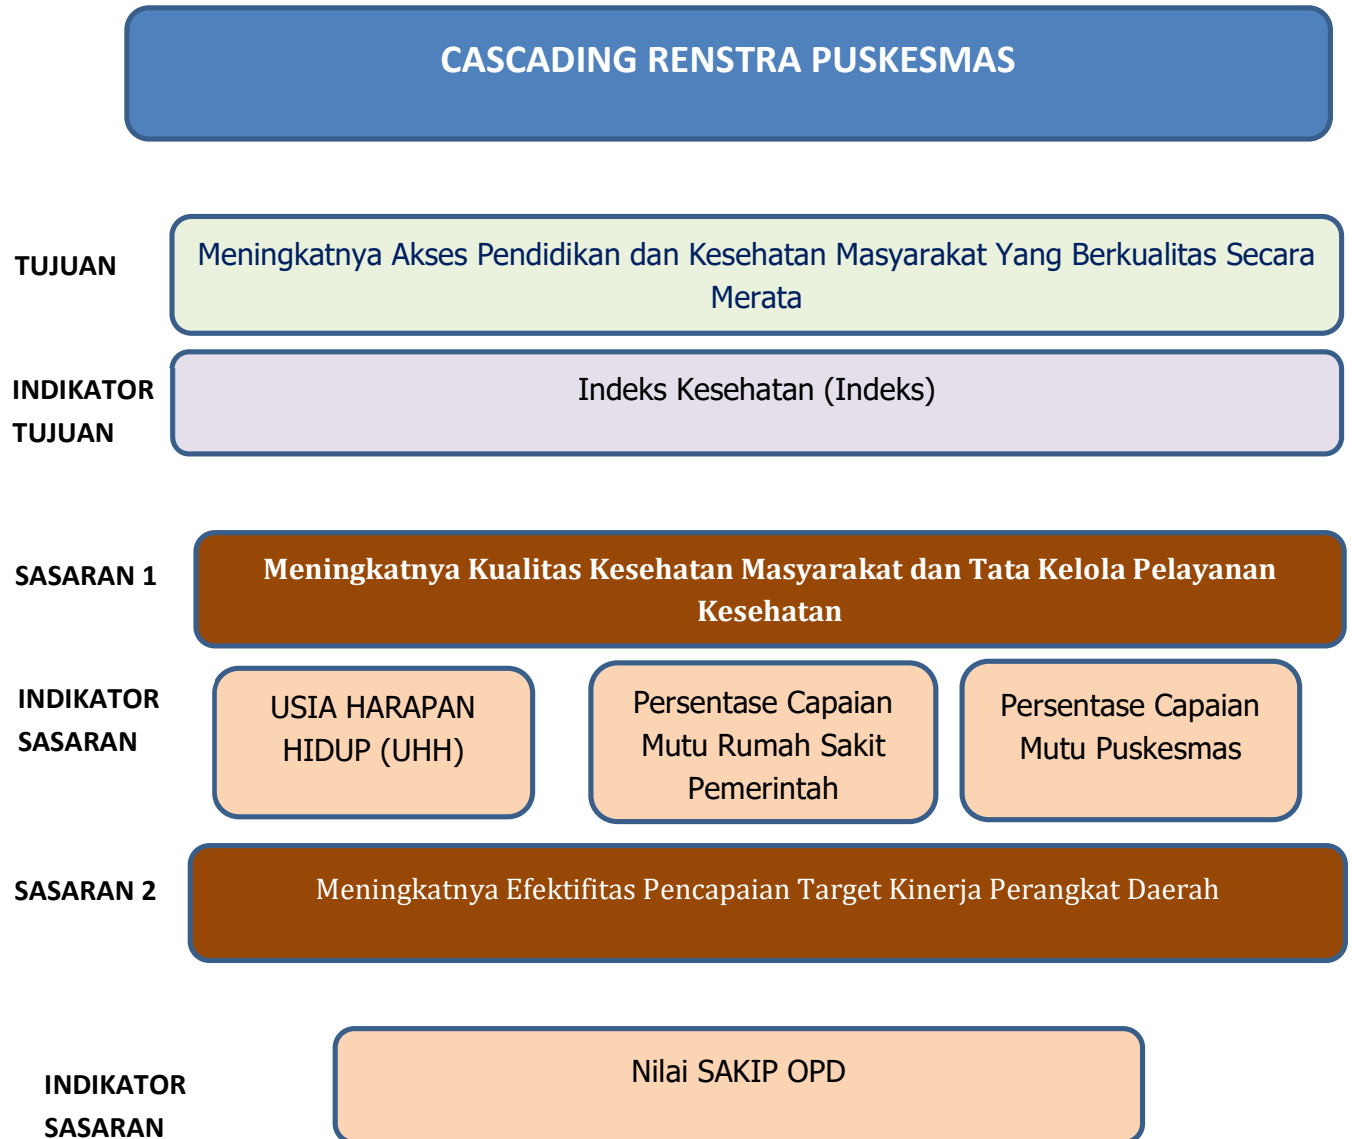 CASCADING RENSTRA PUSKESMAS
TUJUAN
Meningkatnya Akses Pendidikan dan Kesehatan Masyarakat Yang Berkualitas Secara
Merata
INDIKATOR
TUJUAN
Indeks Kesehatan (Indeks)
SASARAN 1
Meningkatnya Kualitas Kesehatan Masyarakat dan Tata Kelola Pelayanan
Kesehatan
INDIKATOR
SASARAN
USIA HARAPAN
HIDUP (UHH)
Persentase Capaian
Mutu Rumah Sakit
Pemerintah
Persentase Capaian
Mutu Puskesmas
SASARAN 2
Meningkatnya Efektifitas Pencapaian Target Kinerja Perangkat Daerah
INDIKATOR
SASARAN
Nilai SAKIP OPD